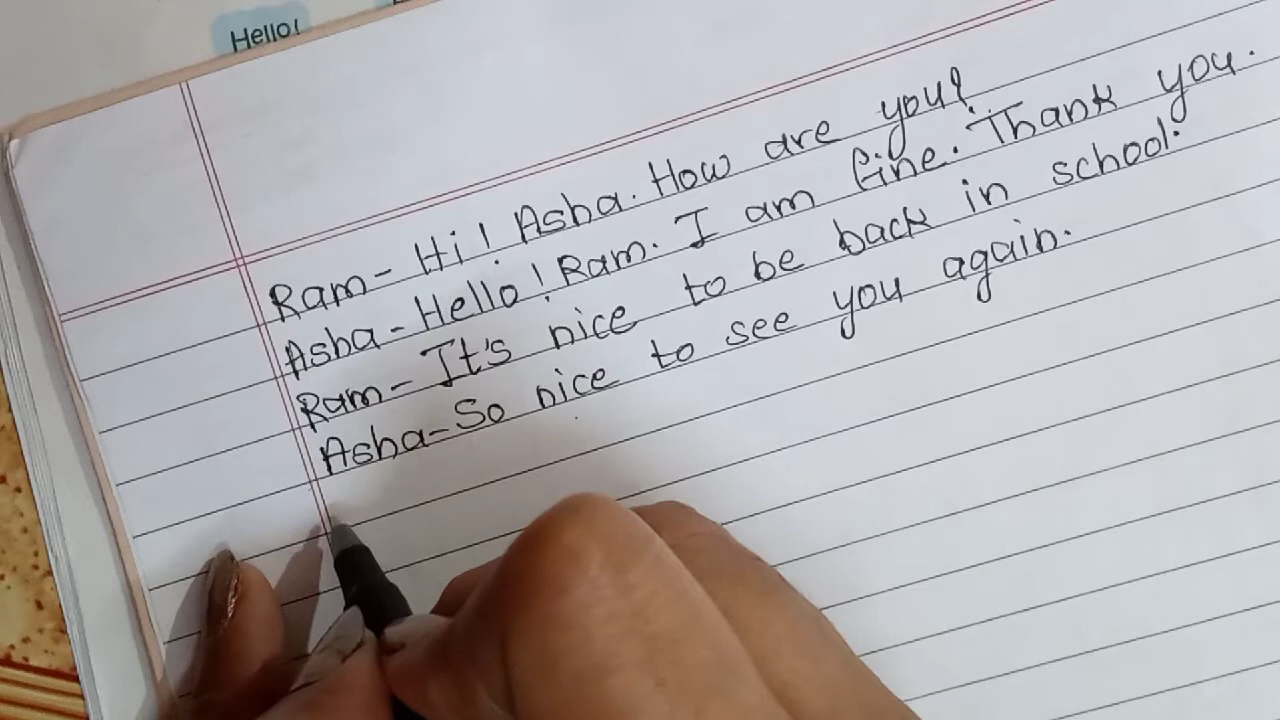 Hello!
Ram- Hi! Asha. How are you?
Asha- Hello! Ram. I am fine. Thank you.
Ram- It's nice to be back in school.
Asha- So nice to see you again.